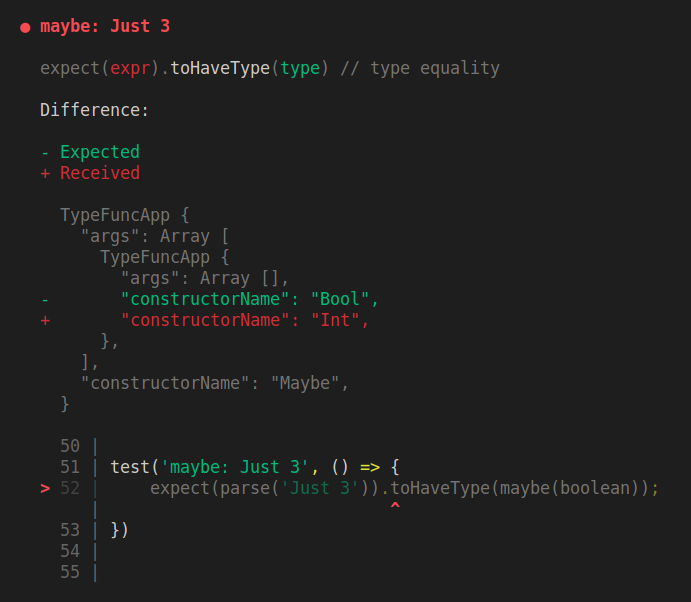 ● maybe: Just 3
expect(expr).toHaveType(type) // type equality
Difference:
- Expected
+ Received
TypeFuncApp {
"args": Array [
TypeFuncApp {
"args": Array [],
- "constructorName": "Bool",
+ "constructorName": "Int",
},
],
"constructorName": "Maybe",
}
50 |
51 | test('maybe: Just 3', () => {
> 52 | expect(parse('Just 3')).toHaveType(maybe(boolean));
| ^
53 | })
54 |
55 |